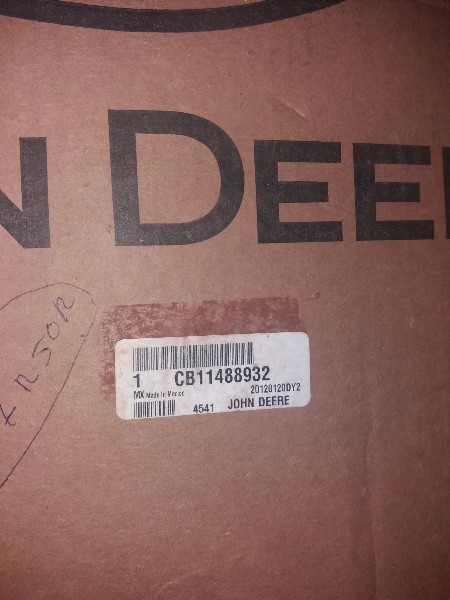 N DEE
1 CB11488932
MX Made In Mexico 20120120DY2
4541 JOHN DEERE